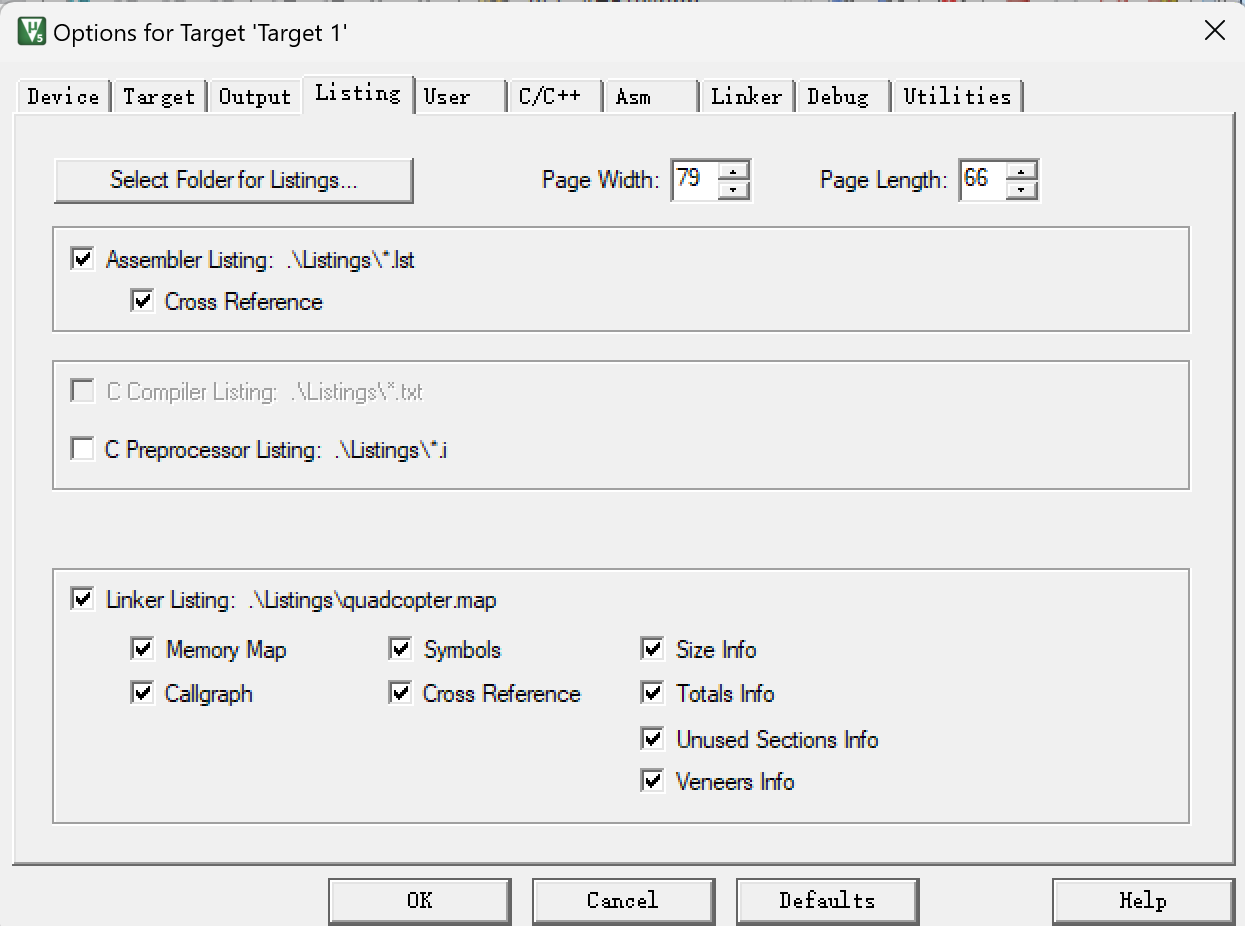 Options for Target 'Target 1'
Device Target Output Listing User C/C++ Asm Linker Debug Utilities
Select Folder for Listings... Page Width: 79 Page Length: 66
Assembler Listing: .\Listings\*.lst
Cross Reference
C Compiler Listing: .\Listings\*.txt
C Preprocessor Listing: .\Listings\*.i
Linker Listing: .\Listings\quadcopter.map
Memory Map Symbols Size Info
Callgraph Cross Reference Totals Info
Unused Sections Info
Veneers Info
OK Cancel Defaults Help